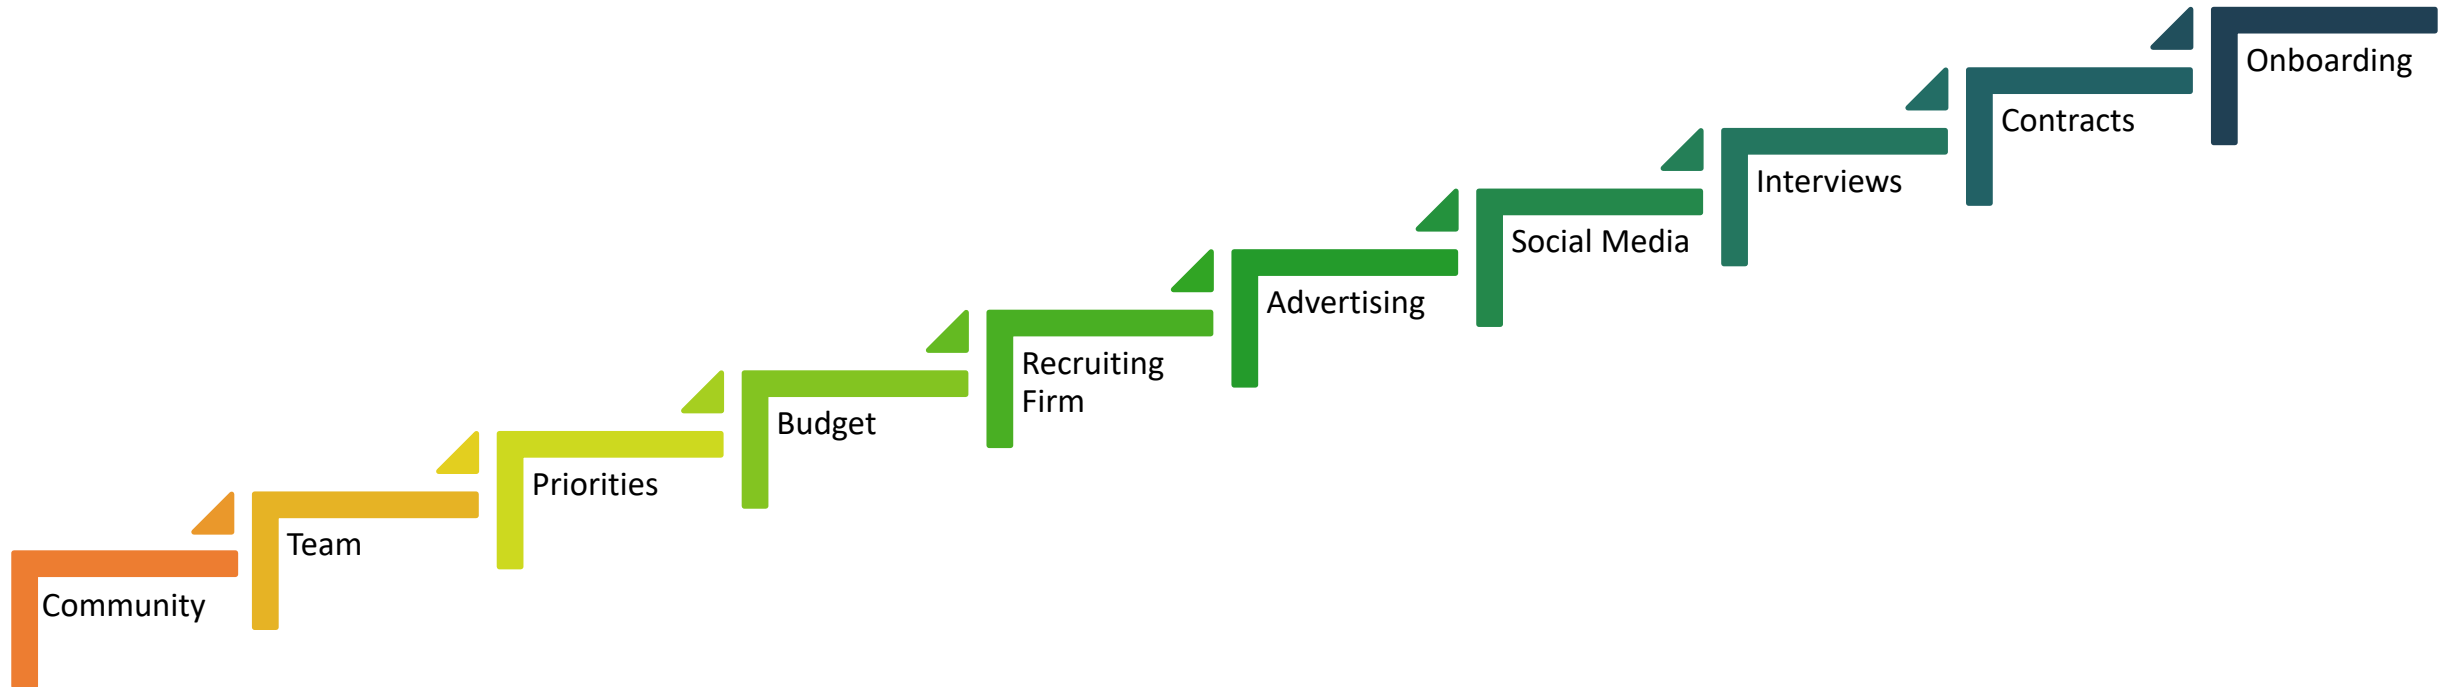 Community
Team
Priorities
Budget
Recruiting
Firm
Advertising
Social Media
Interviews
Contracts
Onboarding